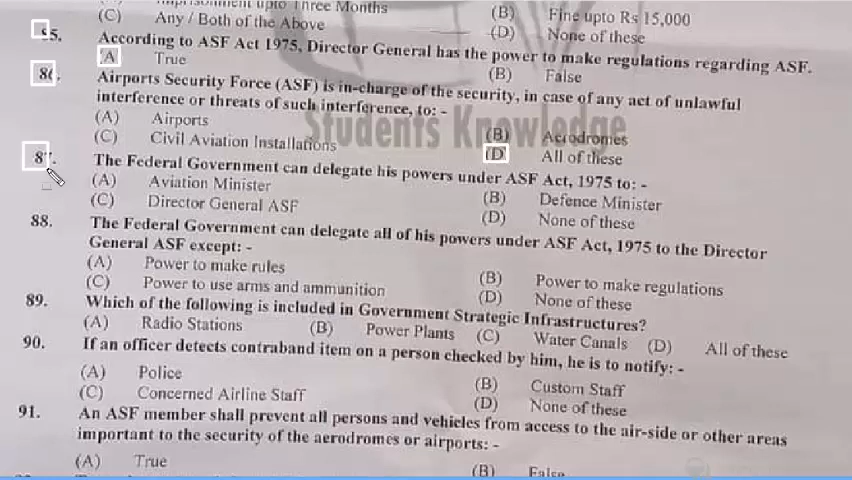 Imprisonment upto Three Months
(B) Fine upto Rs 15,000
(C) Any / Both of the Above
(D) None of these
85. According to ASF Act 1975, Director General has the power to make regulations regarding ASF.
(A) True
(B) False
86. Airports Security Force (ASF) is in-charge of the security, in case of any act of unlawful
interference or threats of such interference, to: -
(A) Airports
(B) Aerodromes
(C) Civil Aviation Installations
(D) All of these
Students Knowledge
87. The Federal Government can delegate his powers under ASF Act, 1975 to: -
(A) Aviation Minister
(B) Defence Minister
(C) Director General ASF
(D) None of these
88. The Federal Government can delegate all of his powers under ASF Act, 1975 to the Director
General ASF except: -
(A) Power to make rules
(B) Power to make regulations
(C) Power to use arms and ammunition
(D) None of these
89. Which of the following is included in Government Strategic Infrastructures?
(A) Radio Stations (B) Power Plants (C) Water Canals (D) All of these
90. If an officer detects contraband item on a person checked by him, he is to notify: -
(A) Police
(B) Custom Staff
(C) Concerned Airline Staff
(D) None of these
91. An ASF member shall prevent all persons and vehicles from access to the air-side or other areas
important to the security of the aerodromes or airports: -
(A) True
(B) False